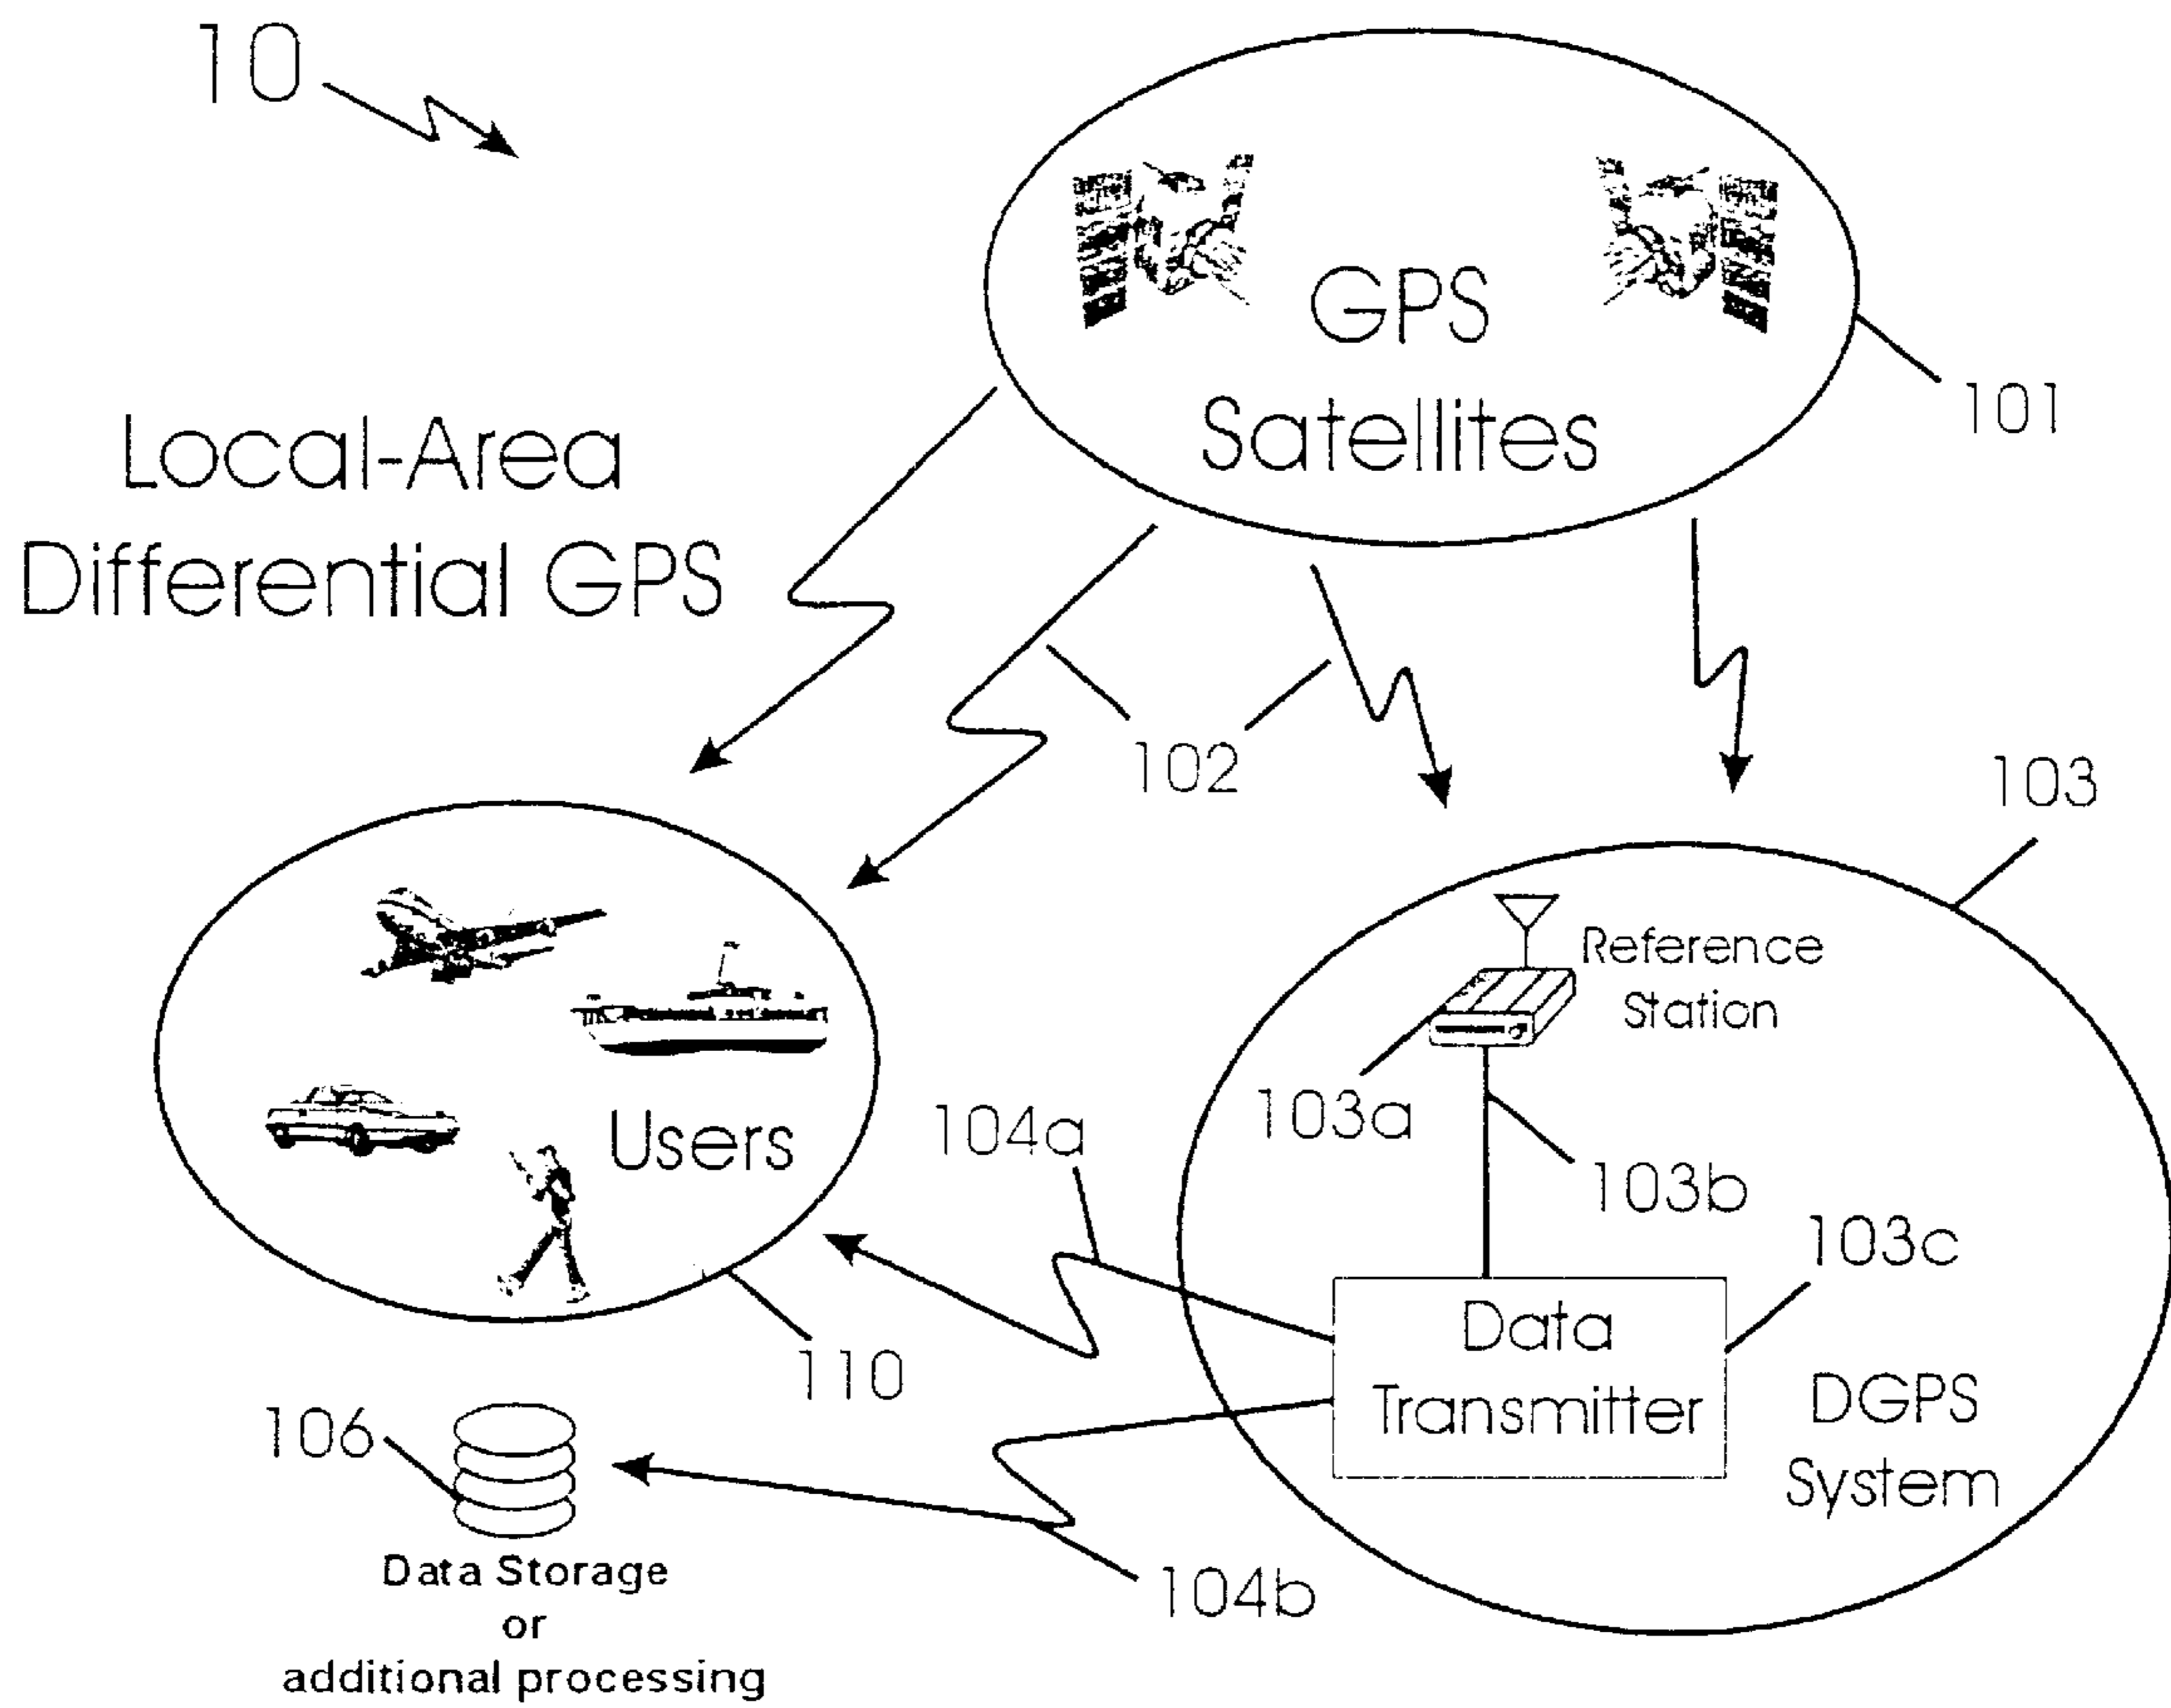 10
GPS
Satellites
101
Local-Area
Differential GPS
102
103
Reference
Station
103a
103b
103c
Users
104a
110
Data
Transmitter
DGPS
System
106
104b
Data Storage
or
additional processing